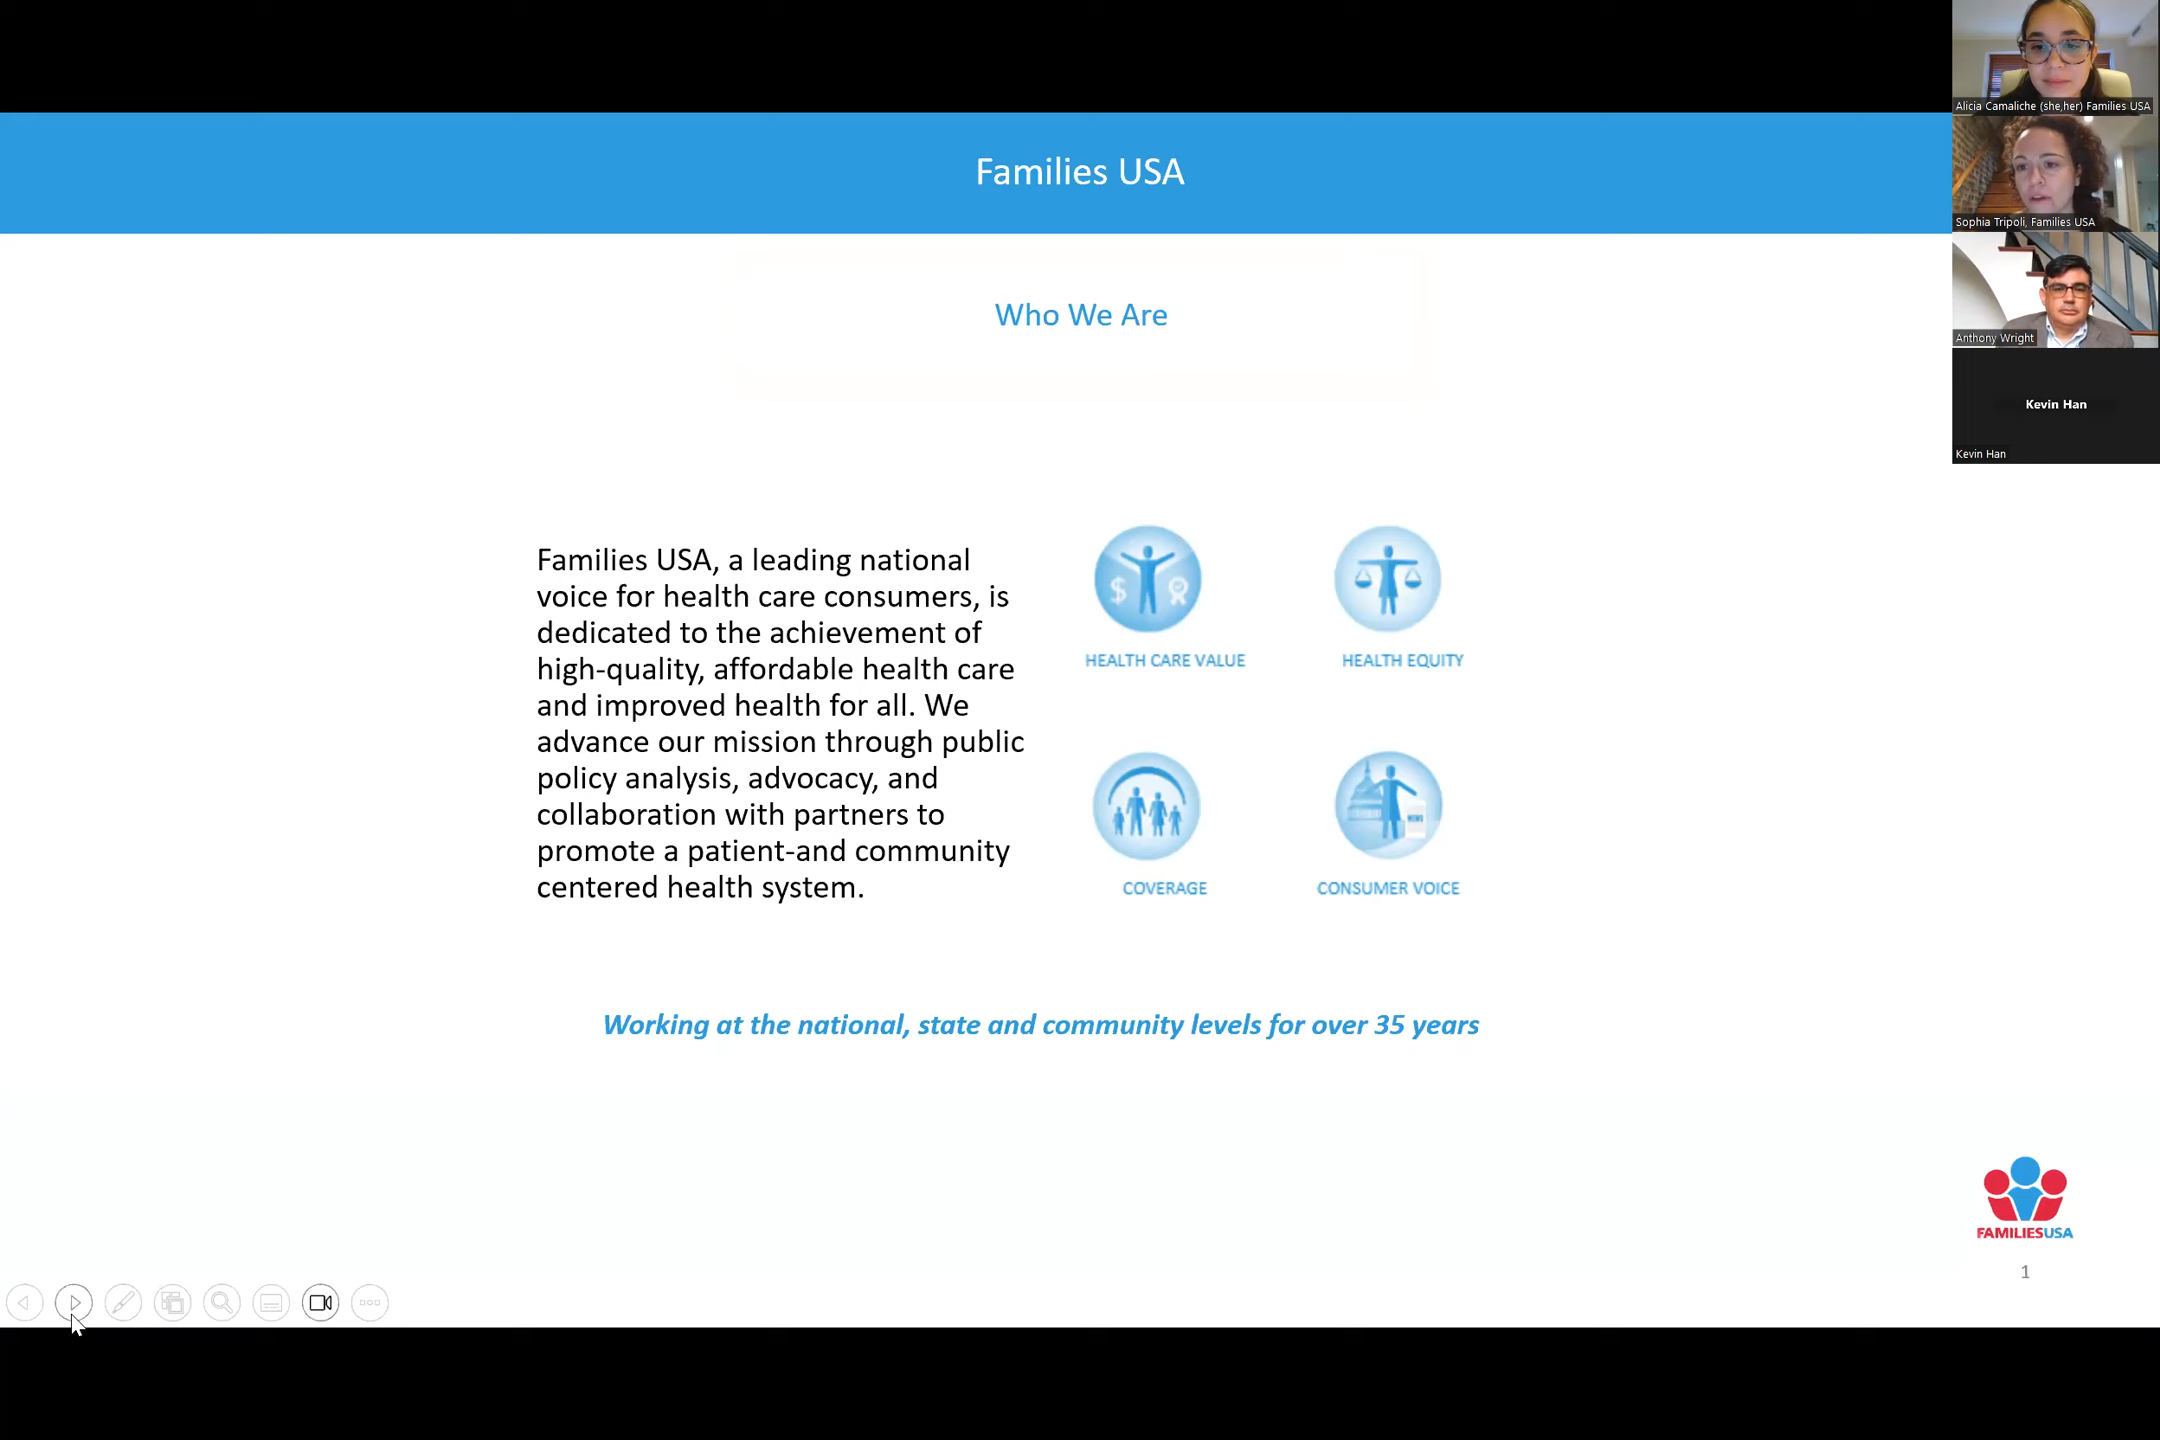 Families USA
Who We Are
Families USA, a leading national
voice for health care consumers, is
dedicated to the achievement of
high-quality, affordable health care
and improved health for all. We
advance our mission through public
policy analysis, advocacy, and
collaboration with partners to
promote a patient-and community
centered health system.
HEALTH CARE VALUE
HEALTH EQUITY
COVERAGE
NEWS
CONSUMER VOICE
Working at the national, state and community levels for over 35 years
FAMILIESUSA
1
Alicia Camaliche (she,her) Families USA
Sophia Tripoli, Families USA
Anthony Wright
Kevin Han
Kevin Han